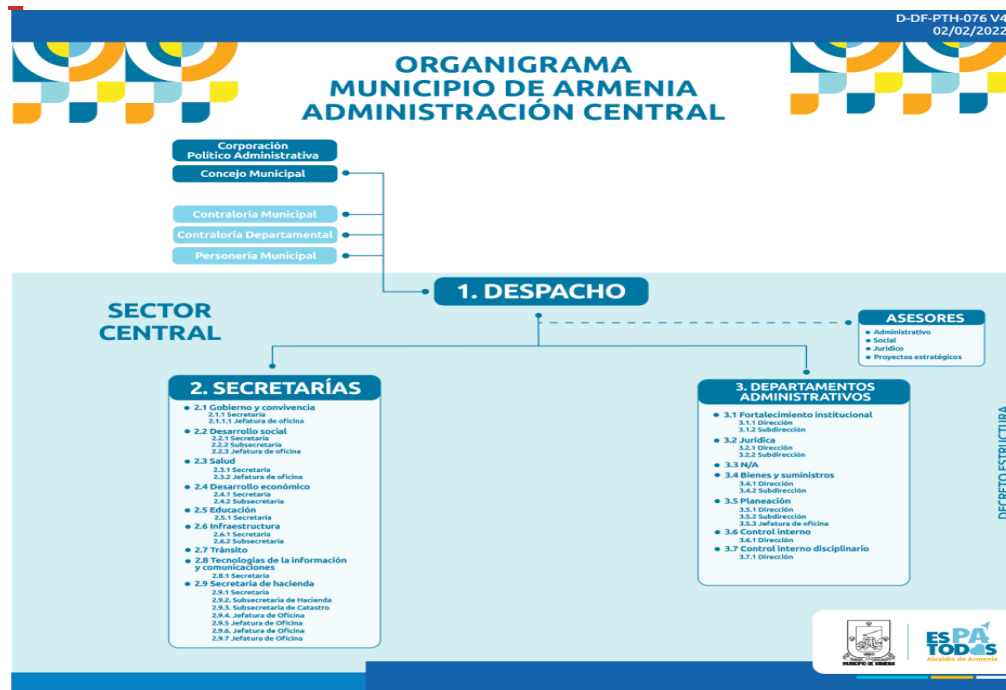 D-DF-PTH-076 V4
02/02/2022
ORGANIGRAMA
MUNICIPIO DE ARMENIA
ADMINISTRACIÓN CENTRAL
Corporación
Político Administrativa
Concejo Municipal
Contraloría Municipal
Contraloría Departamental
Personería Municipal
SECTOR
CENTRAL
1. DESPACHO
ASESORES
• Administrativo
• Social
• Jurídico
• Proyectos estratégicos
2. SECRETARÍAS
• 2.1 Gobierno y convivencia
2.1.1 Secretaría
2.1.1.1 Jefatura de oficina
• 2.2 Desarrollo social
2.2.1 Secretaría
2.2.2 Subsecretaría
2.2.3 Jefatura de oficina
• 2.3 Salud
2.3.1 Secretaría
2.3.2 Jefatura de oficina
• 2.4 Desarrollo económico
2.4.1 Secretaría
2.4.2 Subsecretaría
• 2.5 Educación
2.5.1 Secretaría
• 2.6 Infraestructura
2.6.1 Secretaría
2.6.2 Subsecretaría
• 2.7 Tránsito
• 2.8 Tecnologías de la información
y comunicaciones
2.8.1 Secretaría
• 2.9 Secretaría de hacienda
2.9.1 Secretaría
2.9.2. Subsecretaría de Hacienda
2.9.3. Subsecretaría de Catastro
2.9.4. Jefatura de Oficina
2.9.5 Jefatura de Oficina
2.9.6. Jefatura de Oficina
2.9.7 Jefatura de Oficina
3. DEPARTAMENTOS
ADMINISTRATIVOS
• 3.1 Fortalecimiento institucional
3.1.1 Dirección
3.1.2 Subdirección
• 3.2 Jurídica
3.2.1 Dirección
3.2.2 Subdirección
• 3.3 N/A
• 3.4 Bienes y suministros
3.4.1 Dirección
3.4.2 Subdirección
• 3.5 Planeación
3.5.1 Dirección
3.5.2 Subdirección
3.5.3 Jefatura de oficina
• 3.6 Control interno
3.6.1 Dirección
• 3.7 Control interno disciplinario
3.7.1 Dirección
DECRETO ESTRUCTURA
MUNICIPIO DE ARMENIA
ES PA
TODOS
Alcaldía de Armenia